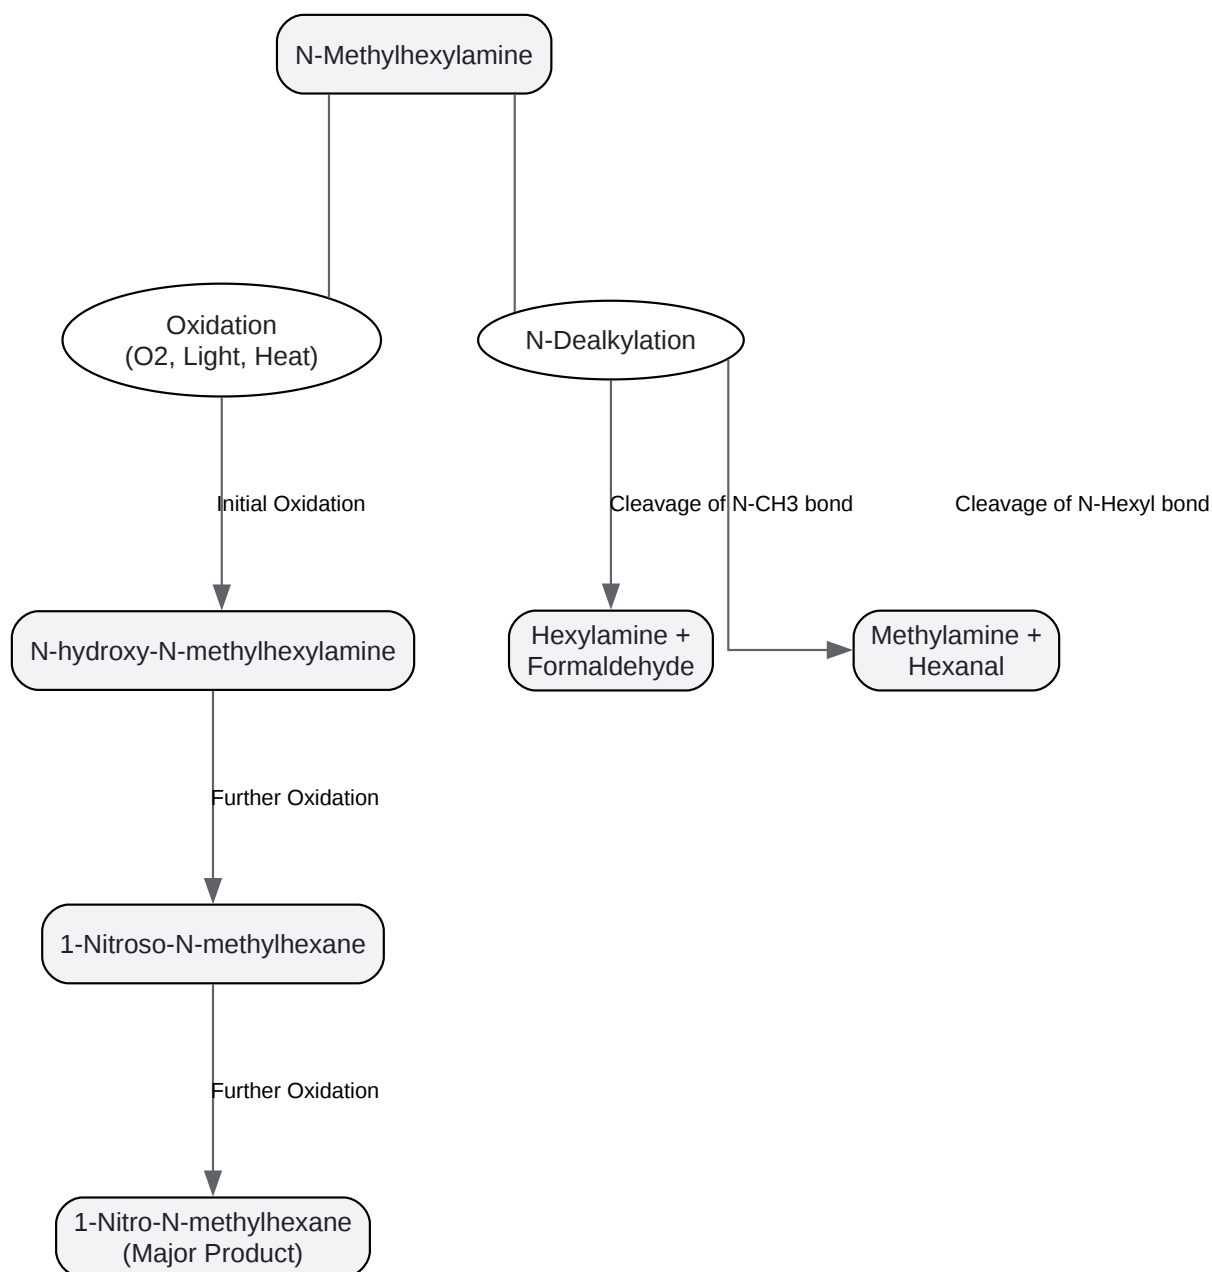 N-Methylhexylamine
Oxidation
(O2, Light, Heat)
N-Dealkylation
Initial Oxidation
Cleavage of N-CH3 bond
Cleavage of N-Hexyl bond
N-hydroxy-N-methylhexylamine
Hexylamine +
Formaldehyde
Methylamine +
Hexanal
Further Oxidation
1-Nitroso-N-methylhexane
Further Oxidation
1-Nitro-N-methylhexane
(Major Product)